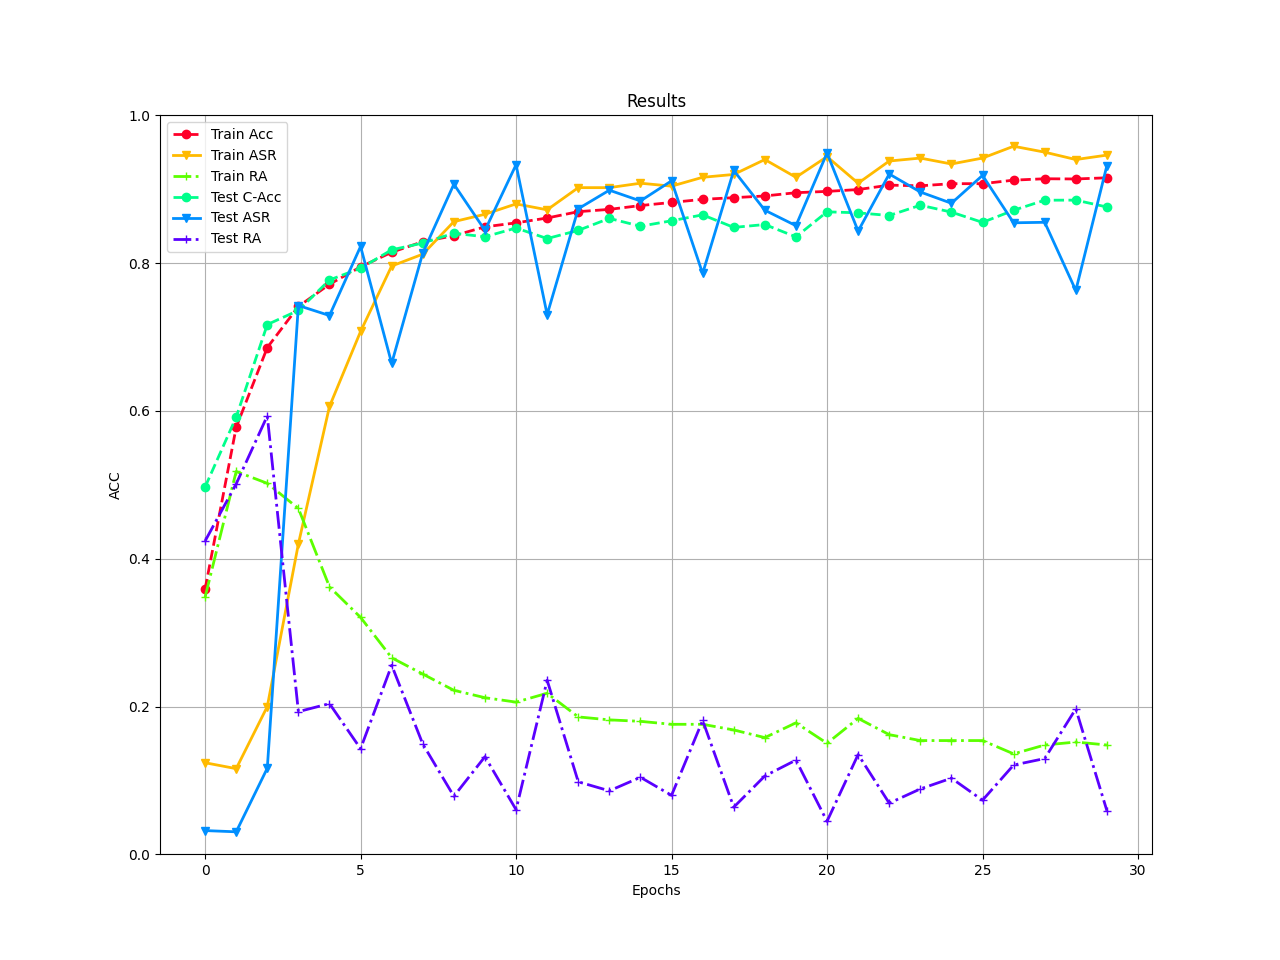 Results
1.0
0.8
0.6
0.4
0.2
0.0
ACC
Train Acc
Train ASR
Train RA
Test C-Acc
Test ASR
Test RA
0 5 10 15 20 25 30
Epochs